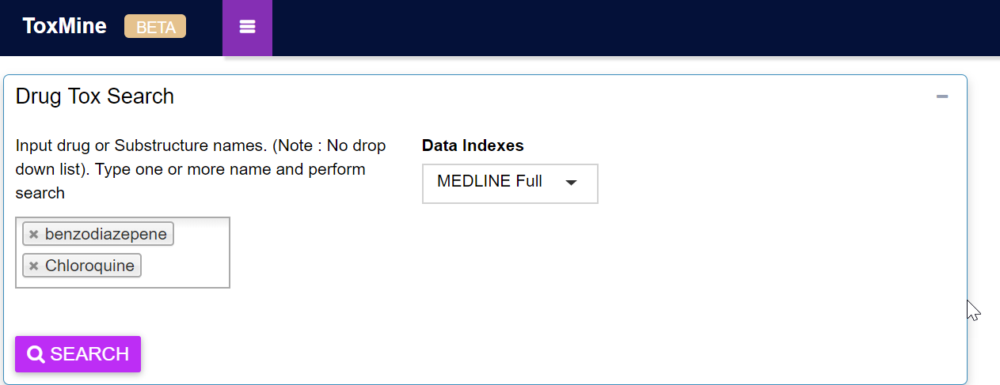 ToxMine BETA
Drug Tox Search
Input drug or Substructure names. (Note : No drop
down list). Type one or more name and perform
search
Data Indexes
MEDLINE Full
benzodiazepene
Chloroquine
SEARCH